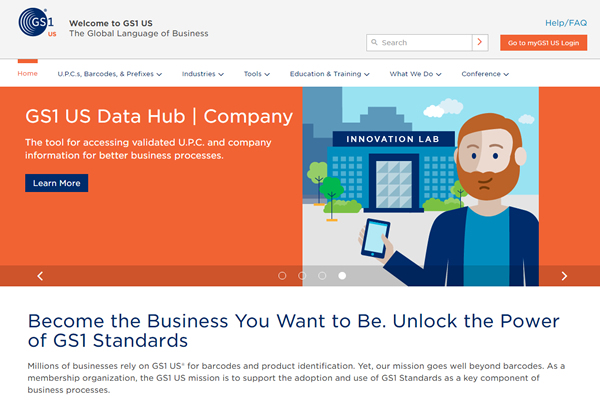 GS1
US
Welcome to GS1 US
The Global Language of Business
Help/FAQ
Search
Go to myGS1 US Login
Home
U.P.C.s, Barcodes, & Prefixes
Industries
Tools
Education & Training
What We Do
Conference
GS1 US Data Hub | Company
The tool for accessing validated U.P.C. and company
information for better business processes.
Learn More
INNOVATION LAB
Become the Business You Want to Be. Unlock the Power
of GS1 Standards
Millions of businesses rely on GS1 US® for barcodes and product identification. Yet, our mission goes well beyond barcodes. As a
membership organization, the GS1 US mission is to support the adoption and use of GS1 Standards as a key component of
business processes.